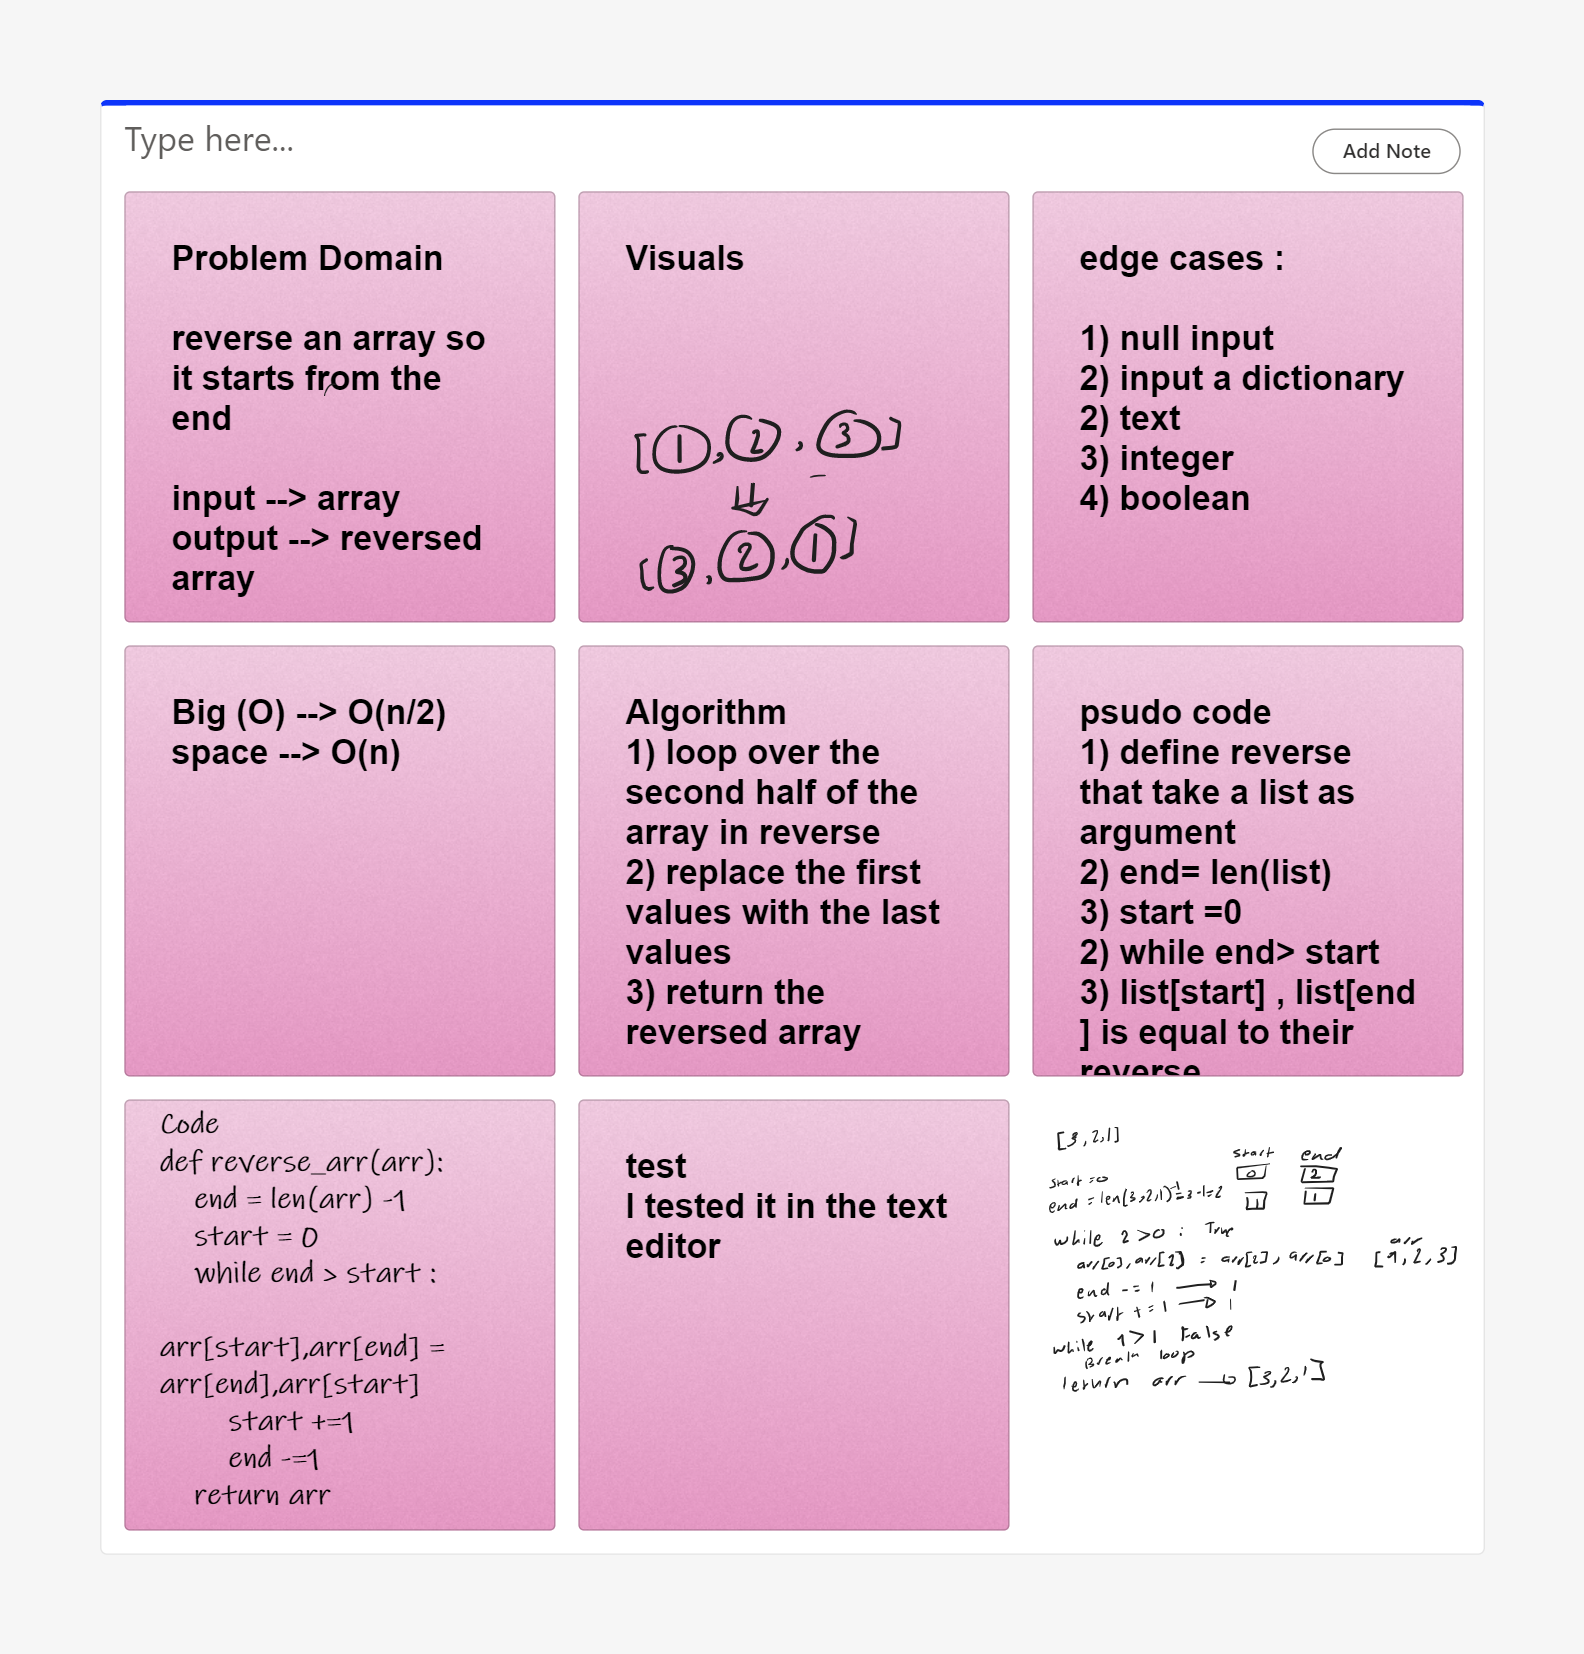 Type here...
Add Note
Problem Domain
reverse an array so
it starts from the
end
input --> array
output --> reversed
array
Visuals
[1,2,3]
[3,2,1]
edge cases :
1) null input
2) input a dictionary
2) text
3) integer
4) boolean
Big (O) --> O(n/2)
space --> O(n)
Algorithm
1) loop over the
second half of the
array in reverse
2) replace the first
values with the last
values
3) return the
reversed array
psudo code
1) define reverse
that take a list as
argument
2) end= len(list)
3) start =0
2) while end> start
3) list[start] , list[end
] is equal to their
reverse
Code
def reverse_arr(arr):
end = len(arr) -1
start = 0
while end > start :
arr[start],arr[end] =
arr[end],arr[start]
start +=1
end -=1
return arr
test
I tested it in the text
editor
[3,2,1]
start end
0 2
1 1
start =0
end = len(3,2,1)-1=3-1=2
while 2>0 : True
arr[0],arr[2] = arr[2], arr[0]
arr
[1,2,3]
end -= 1 → 1
start += 1 → 1
while 1>1 False
Break loop
return arr → [3,2,1]